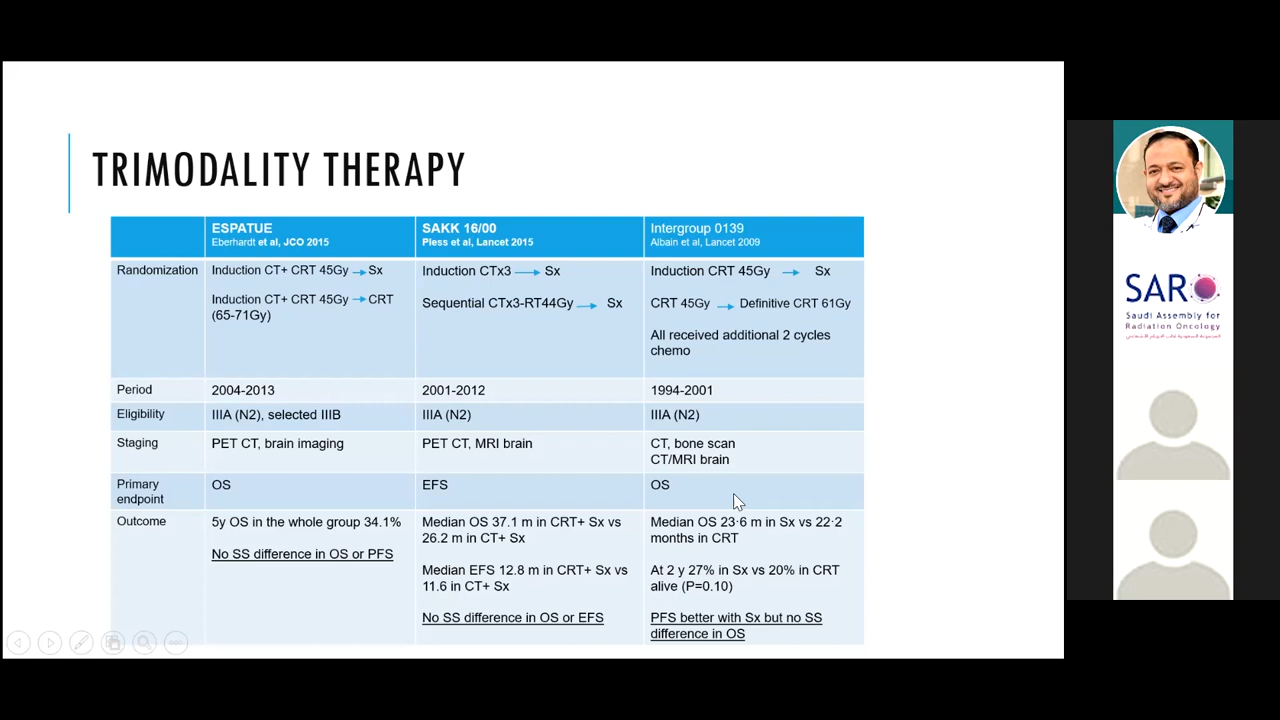 TRIMODALITY THERAPY
ESPATUE
Eberhardt et al, JCO 2015
SAKK 16/00
Pless et al, Lancet 2015
Intergroup 0139
Albain et al, Lancet 2009
Randomization
Induction CT+ CRT 45Gy → Sx
Induction CT+ CRT 45Gy → CRT
(65-71Gy)
Induction CTx3 → Sx
Sequential CTx3-RT44Gy → Sx
Induction CRT 45Gy → Sx
CRT 45Gy → Definitive CRT 61Gy
All received additional 2 cycles
chemo
Period
2004-2013
2001-2012
1994-2001
Eligibility
IIIA (N2), selected IIIB
IIIA (N2)
IIIA (N2)
Staging
PET CT, brain imaging
PET CT, MRI brain
CT, bone scan
CT/MRI brain
Primary
endpoint
OS
EFS
OS
Outcome
5y OS in the whole group 34.1%
No SS difference in OS or PFS
Median OS 37.1 m in CRT+ Sx vs
26.2 m in CT+ Sx
Median EFS 12.8 m in CRT+ Sx vs
11.6 in CT+ Sx
No SS difference in OS or EFS
Median OS 23·6 m in Sx vs 22·2
months in CRT
At 2 y 27% in Sx vs 20% in CRT
alive (P=0.10)
PFS better with Sx but no SS
difference in OS
SARO
Saudi Assembly for
Radiation Oncology